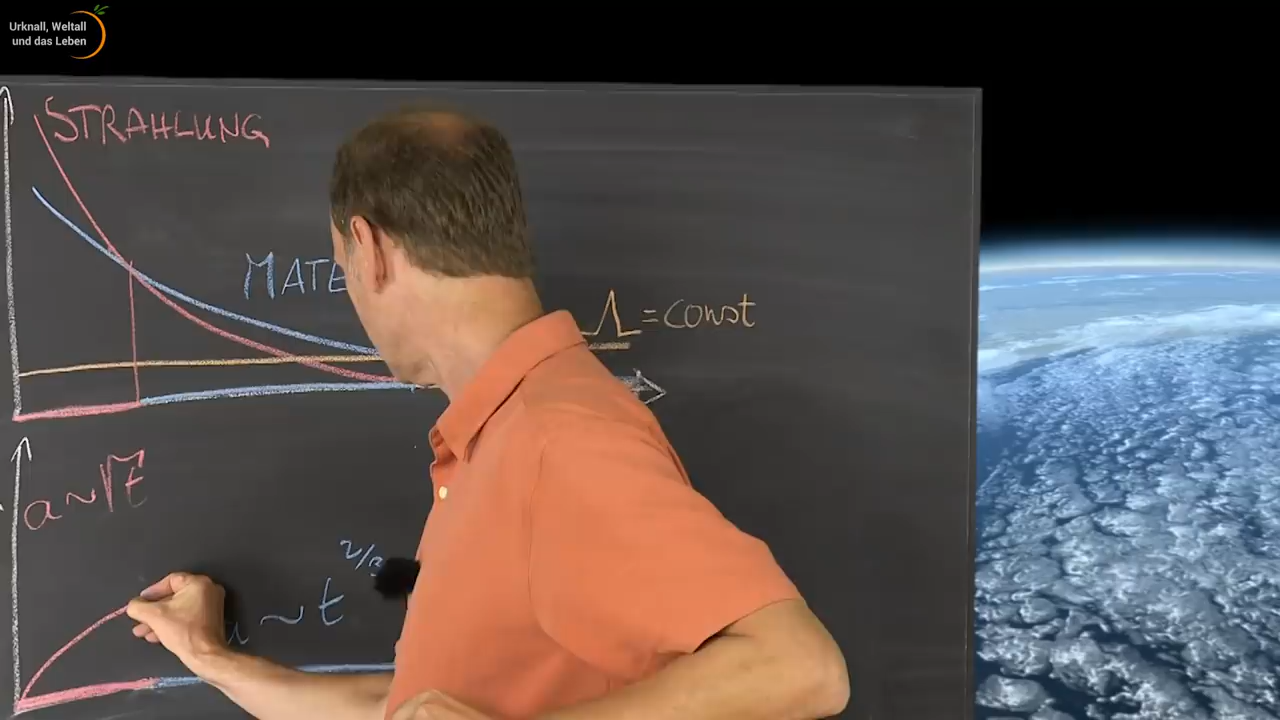 Urknall, Weltall
und das Leben
STRAHLUNG
MATE
Λ = const
a ~ √t
~ t^2/3